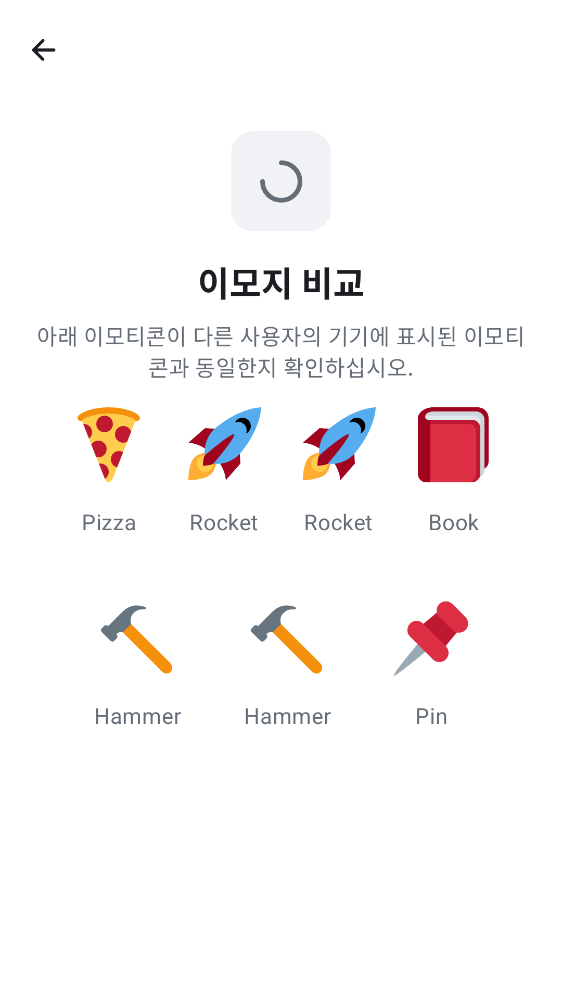 이모지 비교
아래 이모티콘이 다른 사용자의 기기에 표시된 이모티
콘과 동일한지 확인하십시오.
Pizza Rocket Rocket Book
Hammer Hammer Pin